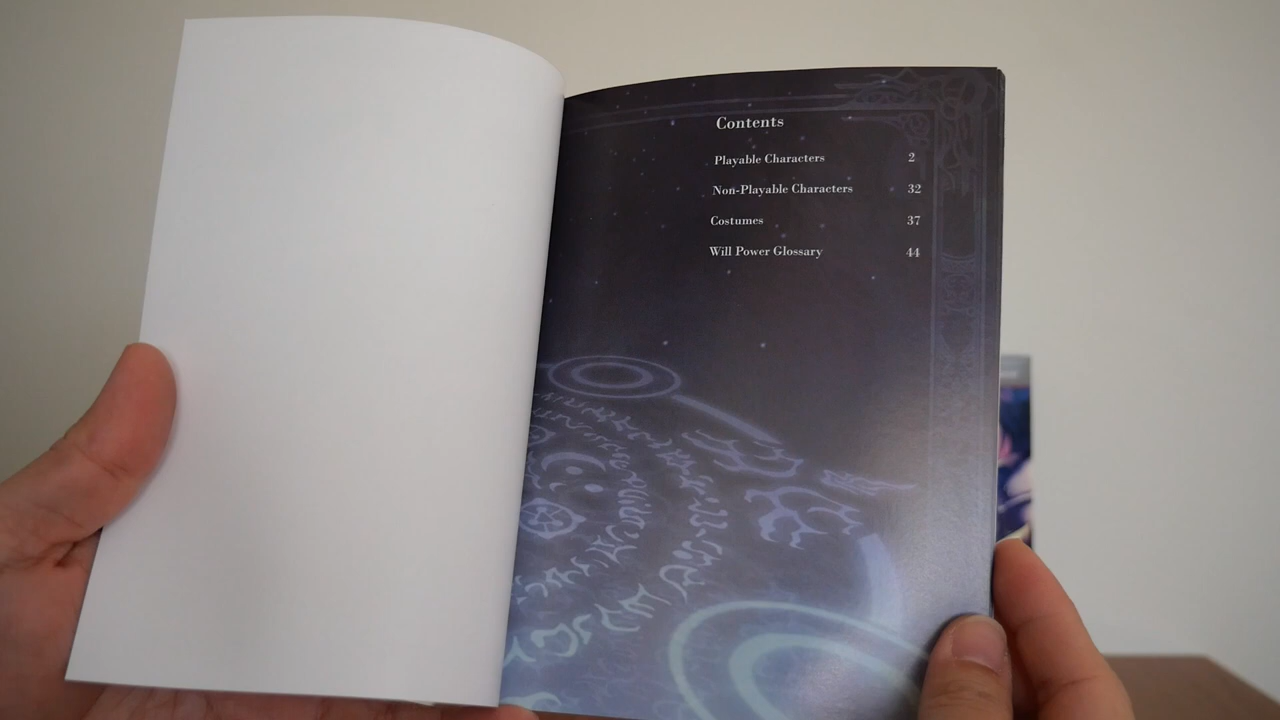 Contents
Playable Characters 2
Non-Playable Characters 32
Costumes 37
Will Power Glossary 44